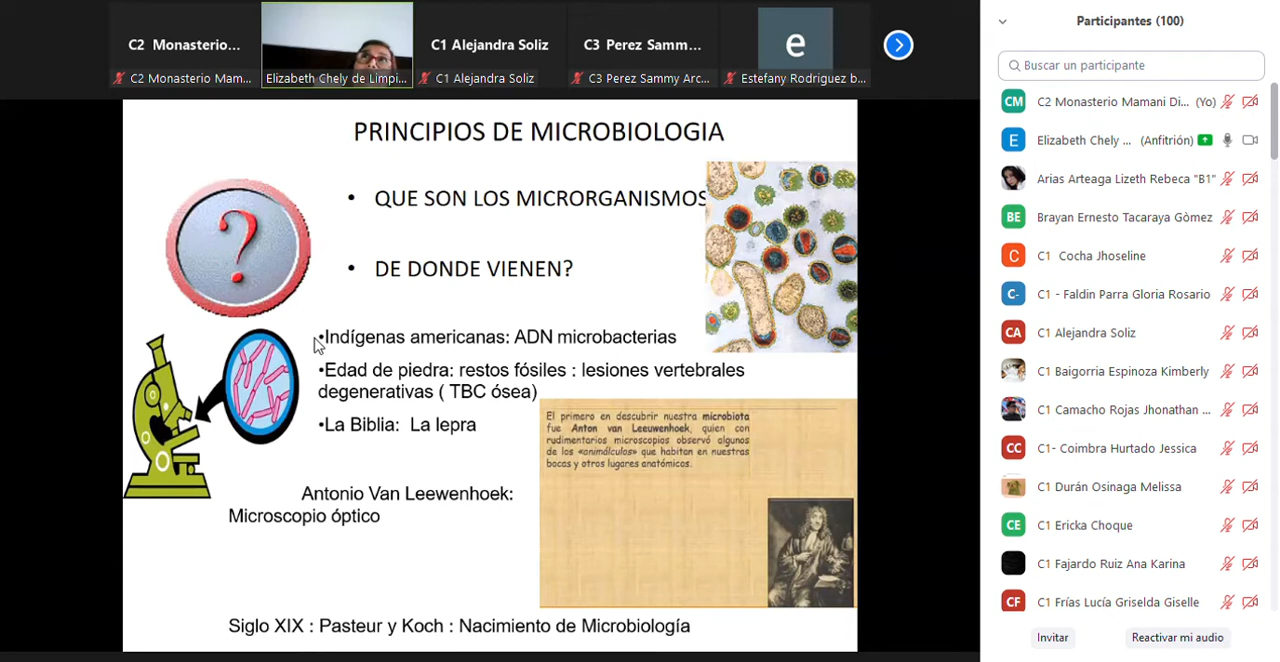 C2 Monasterio...
C1 Alejandra Soliz
C3 Perez Samm...
e
C2 Monasterio Mam...
Elizabeth Chely de Limpi...
C1 Alejandra Soliz
C3 Perez Sammy Arc...
Estefany Rodriguez b...
PRINCIPIOS DE MICROBIOLOGIA
?
• QUE SON LOS MICRORGANISMOS
• DE DONDE VIENEN?
•Indígenas americanas: ADN microbacterias
•Edad de piedra: restos fósiles : lesiones vertebrales
degenerativas ( TBC ósea)
•La Biblia: La lepra
El primero en descubrir nuestra microbiota
fue Anton van Leeuwenhoek, quien con
rudimentarios microscopios observó algunos
de los «animálculos» que habitan en nuestras
bocas y otros lugares anatómicos.
Antonio Van Leewenhoek:
Microscopio óptico
Siglo XIX : Pasteur y Koch : Nacimiento de Microbiología
Participantes (100)
Buscar un participante
CM C2 Monasterio Mamani Di... (Yo)
E Elizabeth Chely ... (Anfitrión)
Arias Arteaga Lizeth Rebeca "B1"
BE Brayan Ernesto Tacaraya Gòmez
C C1 Cocha Jhoseline
C- C1 - Faldin Parra Gloria Rosario
CA C1 Alejandra Soliz
C1 Baigorria Espinoza Kimberly
C1 Camacho Rojas Jhonathan ...
CC C1- Coimbra Hurtado Jessica
C1 Durán Osinaga Melissa
CE C1 Ericka Choque
C1 Fajardo Ruiz Ana Karina
CF C1 Frías Lucía Griselda Giselle
Invitar
Reactivar mi audio